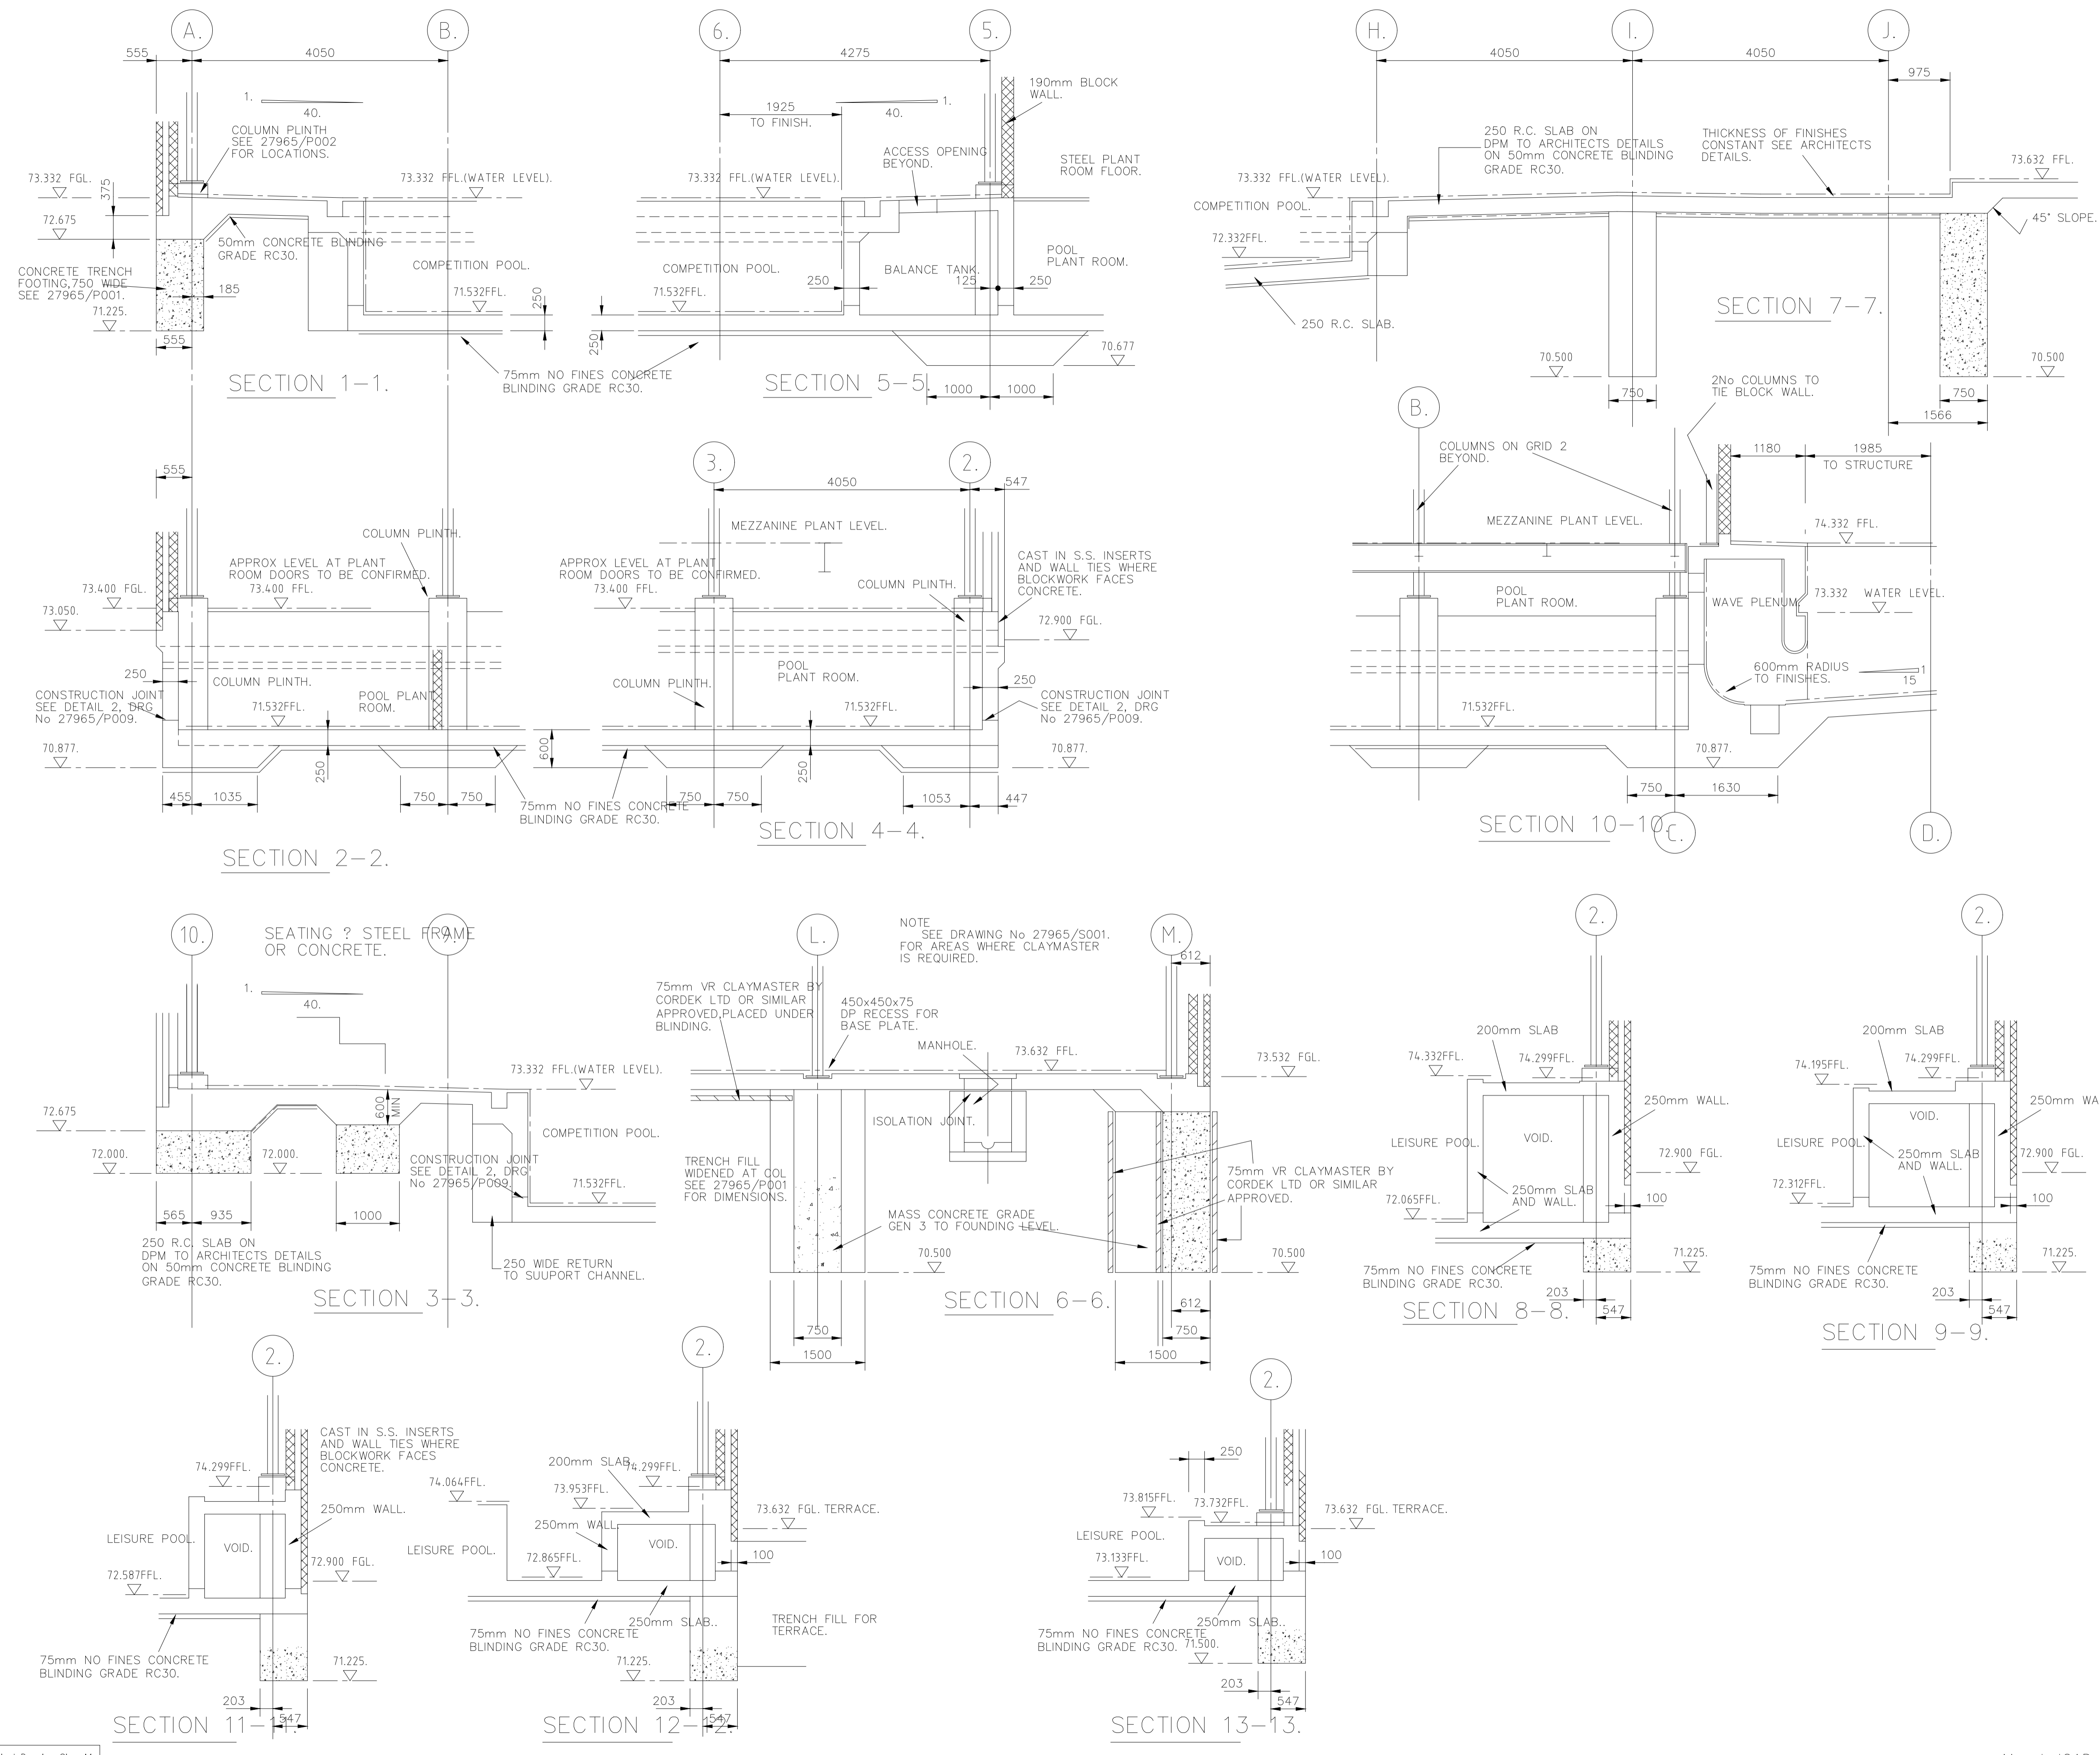 A.
B.
555
4050
1.
40.
COLUMN PLINTH
SEE 27965/P002
FOR LOCATIONS.
73.332 FGL.
375
72.675
73.332 FFL.(WATER LEVEL).
50mm CONCRETE BLINDING
GRADE RC30.
COMPETITION POOL.
CONCRETE TRENCH
FOOTING,750 WIDE
SEE 27965/P001.
185
71.225.
71.532FFL.
250
555
SECTION 1-1.
75mm NO FINES CONCRETE
BLINDING GRADE RC30.
6.
5.
4275
190mm BLOCK
WALL.
1925
TO FINISH.
40.
1.
ACCESS OPENING
BEYOND.
STEEL PLANT
ROOM FLOOR.
73.332 FFL.(WATER LEVEL).
POOL
PLANT ROOM.
COMPETITION POOL.
BALANCE TANK.
250
125
250
71.532FFL.
250
70.677
1000
1000
SECTION 5-5.
H.
I.
J.
4050
4050
975
250 R.C. SLAB ON
DPM TO ARCHITECTS DETAILS
ON 50mm CONCRETE BLINDING
GRADE RC30.
THICKNESS OF FINISHES
CONSTANT SEE ARCHITECTS
DETAILS.
73.632 FFL.
73.332 FFL.(WATER LEVEL).
COMPETITION POOL.
45° SLOPE.
72.332FFL.
250 R.C. SLAB.
SECTION 7-7.
70.500
70.500
750
750
1566
555
COLUMN PLINTH.
APPROX LEVEL AT PLANT
ROOM DOORS TO BE CONFIRMED.
73.400 FGL.
73.400 FFL.
73.050.
250
COLUMN PLINTH.
CONSTRUCTION JOINT
SEE DETAIL 2, DRG
No 27965/P009.
POOL PLANT
ROOM.
71.532FFL.
70.877.
250
455
1035
750
750
75mm NO FINES CONCRETE
BLINDING GRADE RC30.
SECTION 2-2.
3.
2.
4050
547
MEZZANINE PLANT LEVEL.
APPROX LEVEL AT PLANT
ROOM DOORS TO BE CONFIRMED.
73.400 FFL.
COLUMN PLINTH.
CAST IN S.S. INSERTS
AND WALL TIES WHERE
BLOCKWORK FACES
CONCRETE.
72.900 FGL.
POOL
PLANT ROOM.
COLUMN PLINTH.
250
CONSTRUCTION JOINT
SEE DETAIL 2, DRG
No 27965/P009.
71.532FFL.
600
250
70.877.
750
750
1053
447
SECTION 4-4.
B.
2No COLUMNS TO
TIE BLOCK WALL.
COLUMNS ON GRID 2
BEYOND.
1180
1985
TO STRUCTURE
MEZZANINE PLANT LEVEL.
74.332 FFL.
POOL
PLANT ROOM.
WAVE PLENUM.
73.332 WATER LEVEL.
600mm RADIUS
TO FINISHES.
1
15
71.532FFL.
70.877.
750
1630
SECTION 10-10.
C.
D.
10.
9.
SEATING ? STEEL FRAME
OR CONCRETE.
1.
40.
73.332 FFL.(WATER LEVEL).
600
MIN
72.675
72.000.
72.000.
COMPETITION POOL.
CONSTRUCTION JOINT
SEE DETAIL 2, DRG
No 27965/P009.
71.532FFL.
565
935
1000
250 R.C. SLAB ON
DPM TO ARCHITECTS DETAILS
ON 50mm CONCRETE BLINDING
GRADE RC30.
250 WIDE RETURN
TO SUUPORT CHANNEL.
SECTION 3-3.
L.
M.
NOTE
SEE DRAWING No 27965/S001.
FOR AREAS WHERE CLAYMASTER
IS REQUIRED.
612
75mm VR CLAYMASTER BY
CORDEK LTD OR SIMILAR
APPROVED,PLACED UNDER
BLINDING.
450x450x75
DP RECESS FOR
BASE PLATE.
MANHOLE.
73.632 FFL.
73.532 FGL.
ISOLATION JOINT.
TRENCH FILL
WIDENED AT COL
SEE 27965/P001
FOR DIMENSIONS.
75mm VR CLAYMASTER BY
CORDEK LTD OR SIMILAR
APPROVED.
MASS CONCRETE GRADE
GEN 3 TO FOUNDING LEVEL.
70.500
70.500
SECTION 6-6.
612
750
750
1500
1500
2.
200mm SLAB
74.332FFL.
74.299FFL.
250mm WALL.
LEISURE POOL.
VOID.
72.900 FGL.
250mm SLAB
AND WALL.
72.065FFL.
100
71.225.
75mm NO FINES CONCRETE
BLINDING GRADE RC30.
203
547
SECTION 8-8.
2.
200mm SLAB
74.195FFL.
74.299FFL.
250mm WA
VOID.
LEISURE POOL.
250mm SLAB
AND WALL.
72.900 FGL.
72.312FFL.
100
71.225.
75mm NO FINES CONCRETE
BLINDING GRADE RC30.
203
547
SECTION 9-9.
2.
CAST IN S.S. INSERTS
AND WALL TIES WHERE
BLOCKWORK FACES
CONCRETE.
74.299FFL.
250mm WALL.
LEISURE POOL.
VOID.
72.900 FGL.
72.587FFL.
75mm NO FINES CONCRETE
BLINDING GRADE RC30.
71.225.
203
547
SECTION 11-11.
2.
200mm SLAB.
74.299FFL.
74.064FFL.
73.953FFL.
73.632 FGL. TERRACE.
250mm WALL.
VOID.
LEISURE POOL.
72.865FFL.
100
250mm SLAB..
75mm NO FINES CONCRETE
BLINDING GRADE RC30.
TRENCH FILL FOR
TERRACE.
71.225.
203
547
SECTION 12-12.
2.
250
73.815FFL.
73.732FFL.
73.632 FGL. TERRACE.
LEISURE POOL.
73.133FFL.
VOID.
100
250mm SLAB..
75mm NO FINES CONCRETE
BLINDING GRADE RC30.
71.500.
203
547
SECTION 13-13.